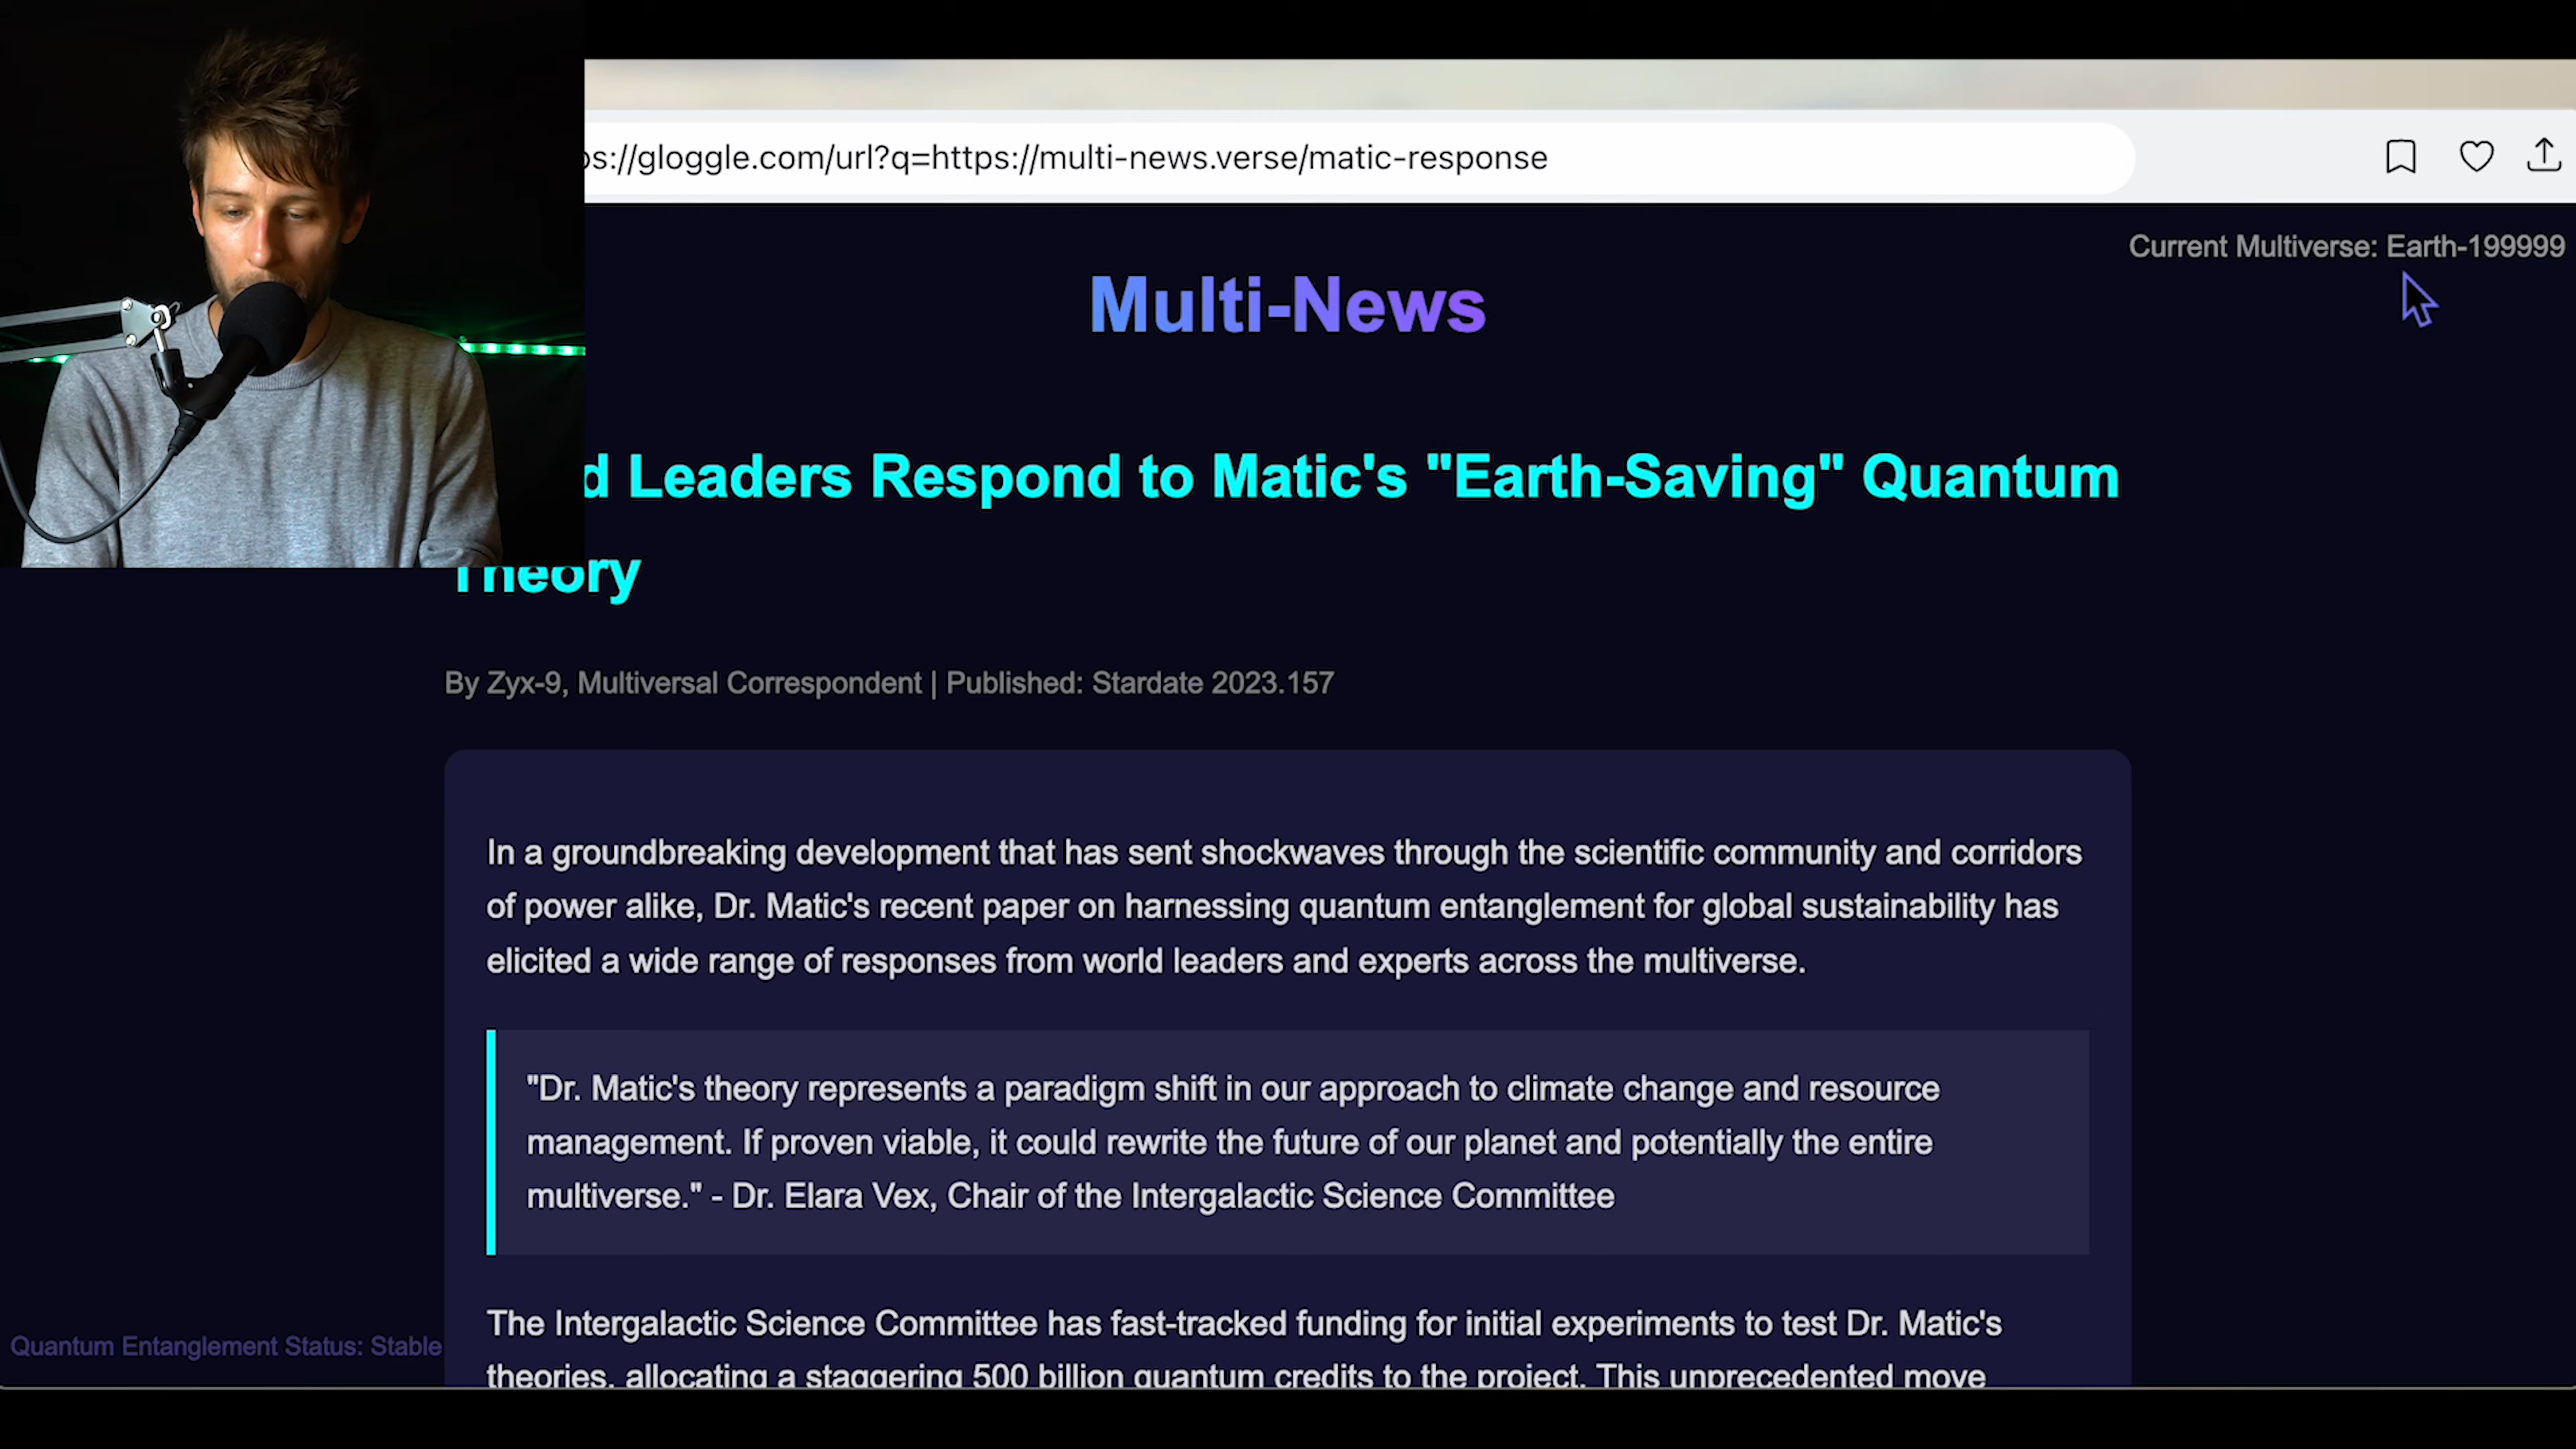 ps://gloggle.com/url?q=https://multi-news.verse/matic-response
Current Multiverse: Earth-199999
Multi-News
d Leaders Respond to Matic's "Earth-Saving" Quantum
Theory
By Zyx-9, Multiversal Correspondent | Published: Stardate 2023.157
In a groundbreaking development that has sent shockwaves through the scientific community and corridors
of power alike, Dr. Matic's recent paper on harnessing quantum entanglement for global sustainability has
elicited a wide range of responses from world leaders and experts across the multiverse.
"Dr. Matic's theory represents a paradigm shift in our approach to climate change and resource
management. If proven viable, it could rewrite the future of our planet and potentially the entire
multiverse." - Dr. Elara Vex, Chair of the Intergalactic Science Committee
The Intergalactic Science Committee has fast-tracked funding for initial experiments to test Dr. Matic's
Quantum Entanglement Status: Stable
theories, allocating a staggering 500 billion quantum credits to the project. This unprecedented move